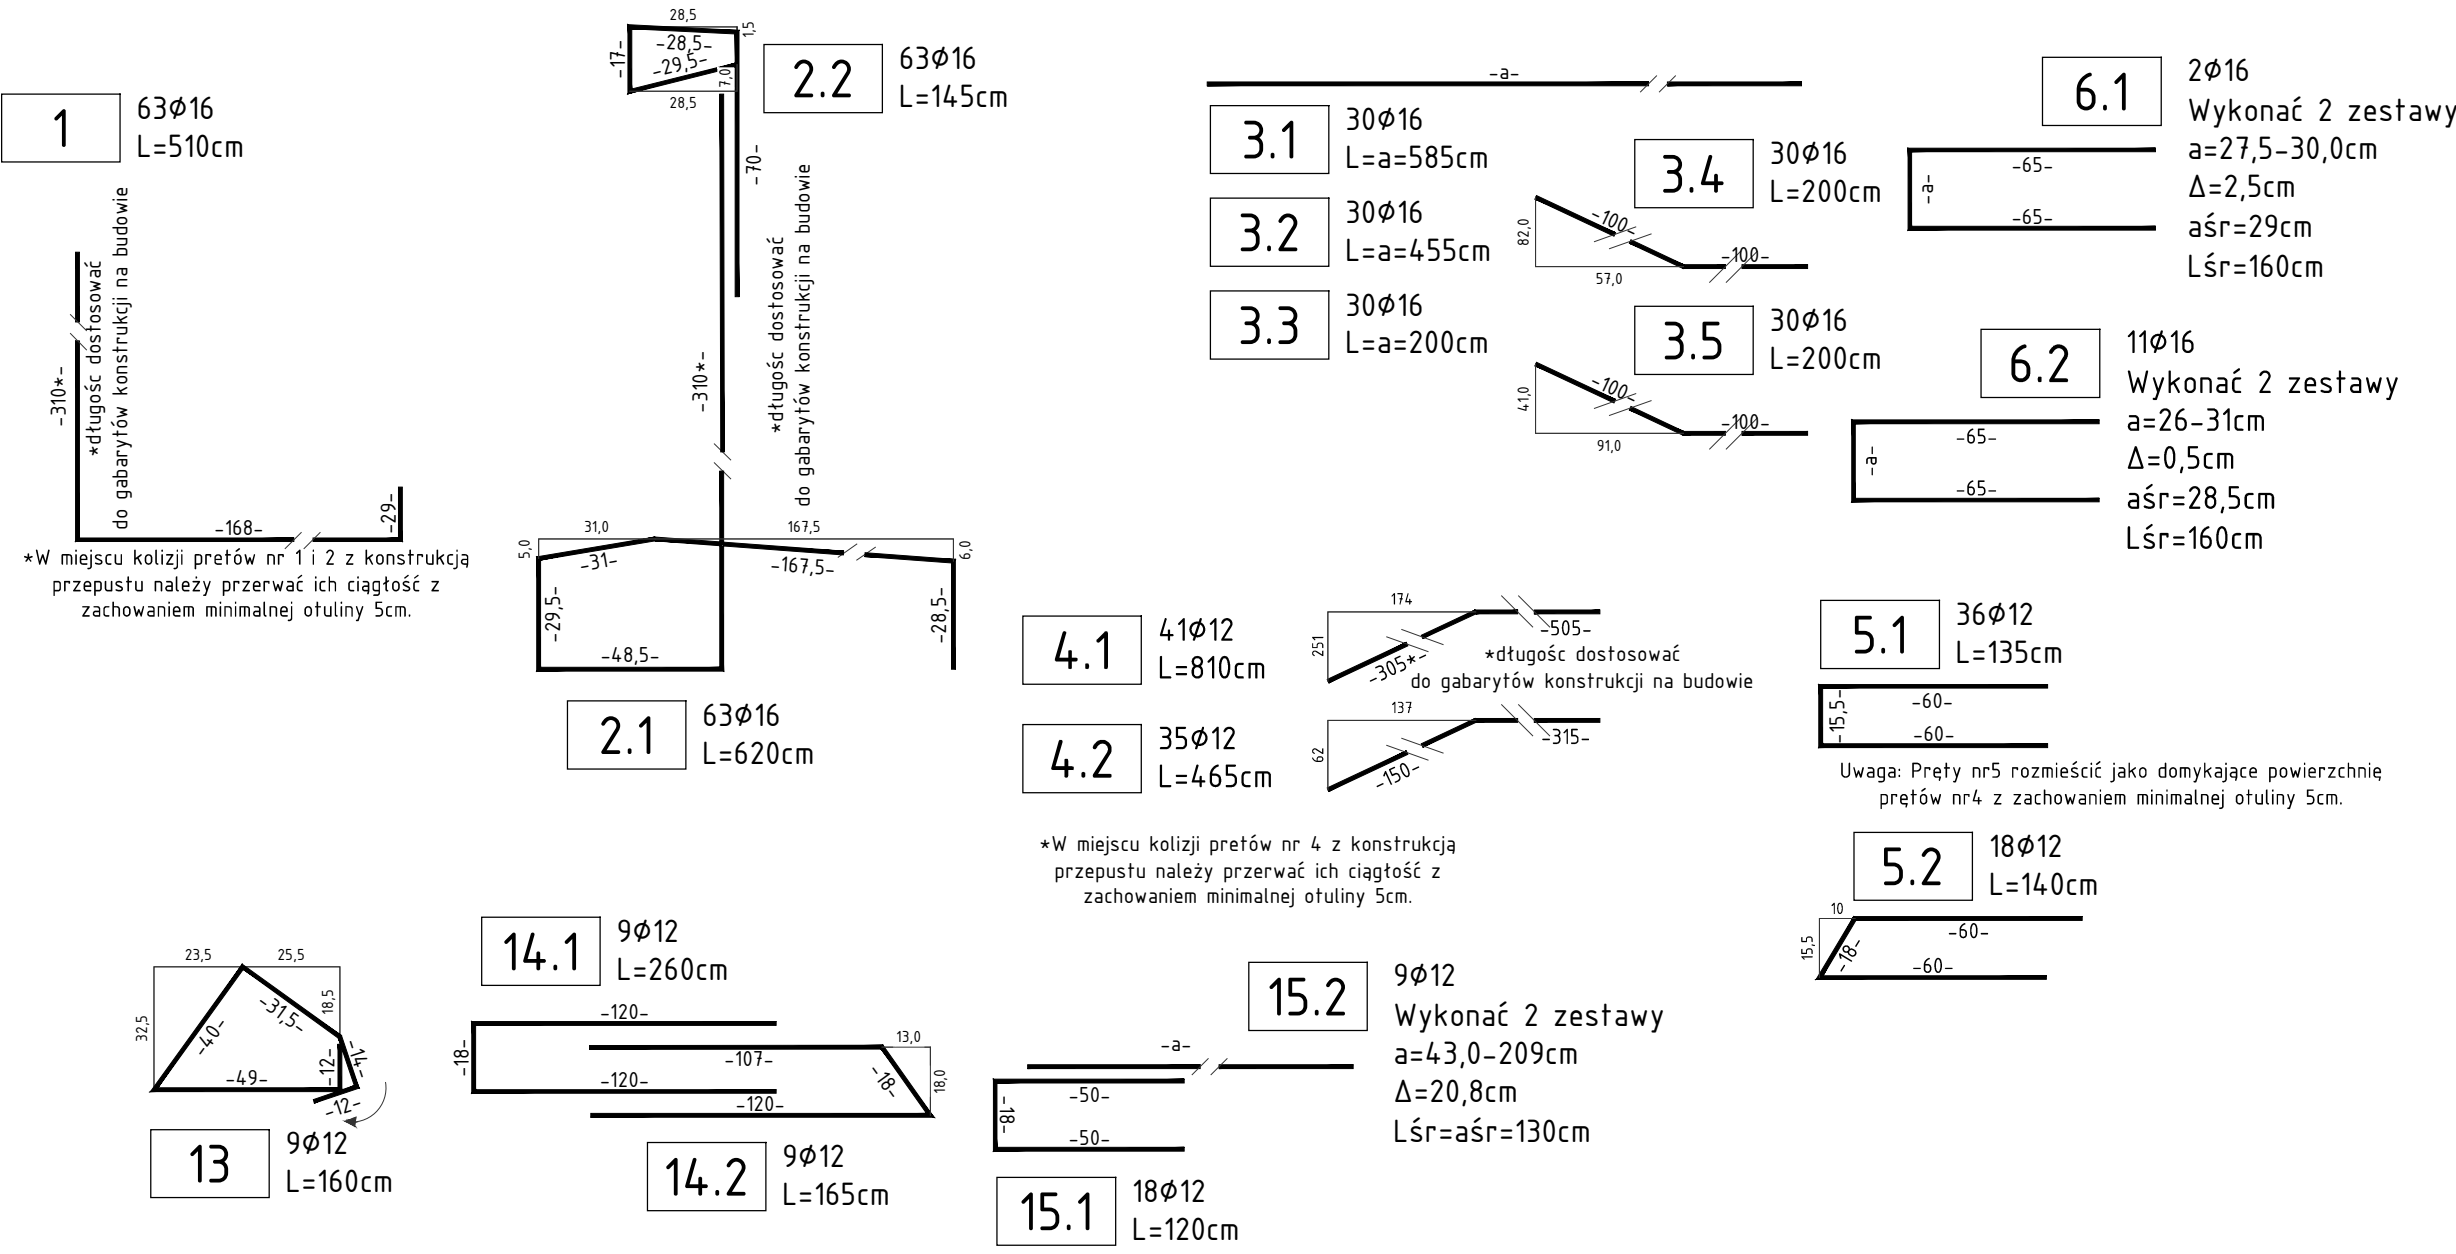 1
63Ø16
L=510cm
-310*-
*długośc dostosować
do gabarytów konstrukcji na budowie
-168-
-29-
*W miejscu kolizji pretów nr 1 i 2 z konstrukcją
przepustu należy przerwać ich ciągłość z
zachowaniem minimalnej otuliny 5cm.
28,5
1,5
-17-
-28,5-
-29,5-
7,0
28,5
2.2
63Ø16
L=145cm
-70-
*długośc dostosować
do gabarytów konstrukcji na budowie
-310*-
31,0
167,5
5,0
-31-
-167,5-
6,0
-29,5-
-28,5-
-48,5-
2.1
63Ø16
L=620cm
-a-
3.1
30Ø16
L=a=585cm
3.2
30Ø16
L=a=455cm
3.3
30Ø16
L=a=200cm
3.4
30Ø16
L=200cm
-100-
82,0
-100-
57,0
3.5
30Ø16
L=200cm
-100-
41,0
-100-
91,0
6.1
2Ø16
Wykonać 2 zestawy
a=27,5-30,0cm
Δ=2,5cm
aśr=29cm
Lśr=160cm
-65-
-a-
-65-
6.2
11Ø16
Wykonać 2 zestawy
a=26-31cm
Δ=0,5cm
aśr=28,5cm
Lśr=160cm
-65-
-a-
-65-
4.1
41Ø12
L=810cm
174
251
-305*-
-505-
*długośc dostosować
do gabarytów konstrukcji na budowie
4.2
35Ø12
L=465cm
137
62
-150-
-315-
*W miejscu kolizji pretów nr 4 z konstrukcją
przepustu należy przerwać ich ciągłość z
zachowaniem minimalnej otuliny 5cm.
5.1
36Ø12
L=135cm
-15,5-
-60-
-60-
Uwaga: Pręty nr5 rozmieścić jako domykające powierzchnię
prętów nr4 z zachowaniem minimalnej otuliny 5cm.
5.2
18Ø12
L=140cm
10
15,5
-18-
-60-
-60-
23,5
25,5
32,5
18,5
-40-
-31,5-
-49-
-12-
-14-
-12-
13
9Ø12
L=160cm
14.1
9Ø12
L=260cm
-120-
-18-
-120-
-107-
13,0
-18-
18,0
-120-
14.2
9Ø12
L=165cm
15.2
9Ø12
Wykonać 2 zestawy
a=43,0-209cm
Δ=20,8cm
Lśr=aśr=130cm
-a-
-50-
-18-
-50-
15.1
18Ø12
L=120cm